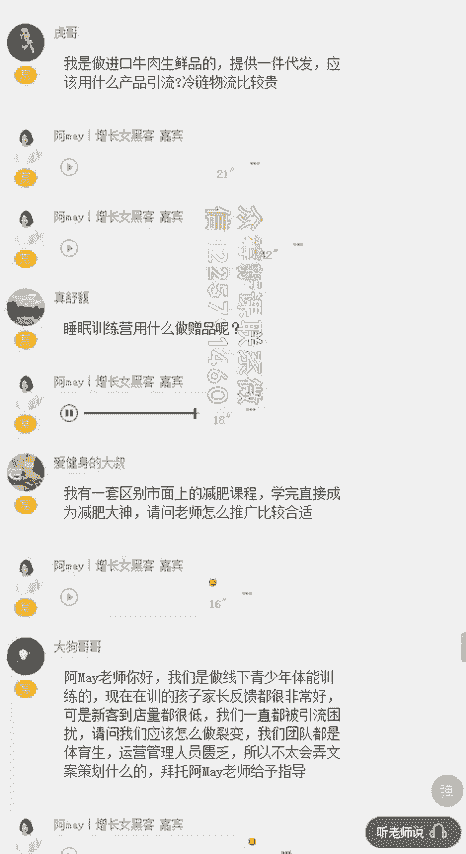 虎哥
我是做进口牛肉生鲜品的，提供一件代发，应
该用什么产品引流?冷链物流比较贵
阿may丨增长女黑客 嘉宾
21"
阿may丨增长女黑客 嘉宾
42"
睡眠训练营用什么做赠品呢？
阿may丨增长女黑客 嘉宾
16"
爱健身的大叔
我有一套区别市面上的减肥课程，学完直接成
为减肥大神，请问老师怎么推广比较合适
阿may丨增长女黑客 嘉宾
16"
大狗哥哥
阿May老师你好，我们是做线下青少年体能训
练的，现在在训的孩子家长反馈都很非常好，
可是新客到店量都很低，我们一直都被引流困
扰，请问我们应该怎么做裂变，我们团队都是
体育生，运营管理人员匮乏，所以不太会弄文
案策划什么的，拜托阿May老师给予指导
阿may丨增长女黑客 嘉宾
听老师说